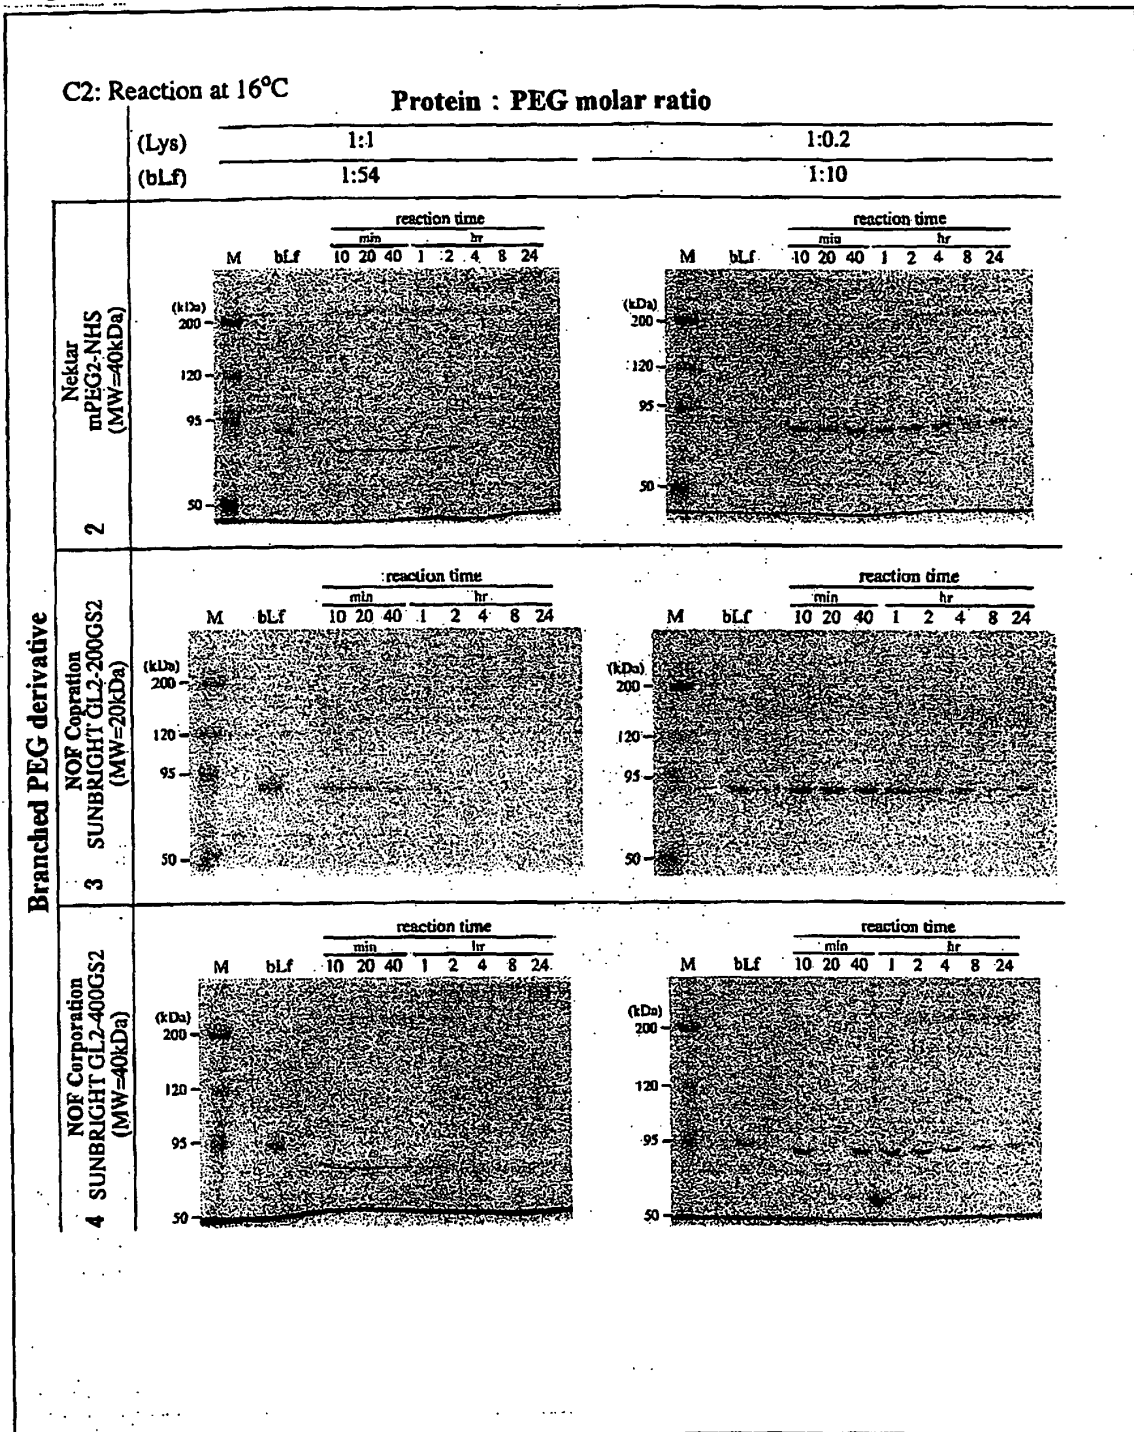 C2: Reaction at 16°C
Protein : PEG molar ratio
(Lys) 1:1 1:0.2
(bLf) 1:54 1:10
Branched PEG derivative
2 Nektar
mPEG2-NHS
(MW=40kDa)
reaction time
min hr
M bLf 10 20 40 1 2 4 8 24
(kDa)
200
120
95
50
reaction time
min hr
M bLf 10 20 40 1 2 4 8 24
(kDa)
200
120
95
50
3 NOF Copration
SUNBRIGHT GL2-200GS2
(MW=20kDa)
reaction time
min hr
M bLf 10 20 40 1 2 4 8 24
(kDa)
200
120
95
50
reaction time
min hr
M bLf 10 20 40 1 2 4 8 24
(kDa)
200
120
95
50
4 NOF Corporation
SUNBRIGHT GL2-400GS2
(MW=40kDa)
reaction time
min hr
M bLf 10 20 40 1 2 4 8 24
(kDa)
200
120
95
50
reaction time
min hr
M bLf 10 20 40 1 2 4 8 24
(kDa)
200
120
95
50